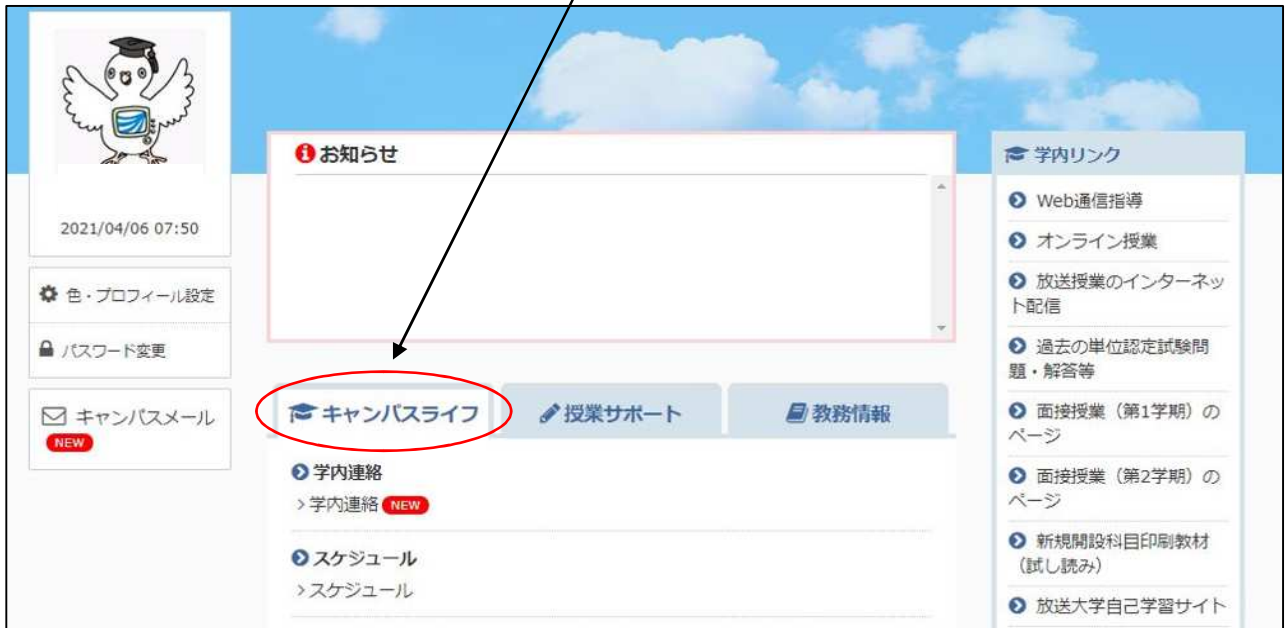 2021/04/06 07:50
色・プロフィール設定
パスワード変更
キャンパスメール
NEW
お知らせ
キャンパスライフ
授業サポート
教務情報
学内連絡
>学内連絡 NEW
スケジュール
>スケジュール
学内リンク
Web通信指導
オンライン授業
放送授業のインターネッ
ト配信
過去の単位認定試験問
題・解答等
面接授業（第1学期）の
ページ
面接授業（第2学期）の
ページ
新規開設科目印刷教材
（試し読み）
放送大学自己学習サイト